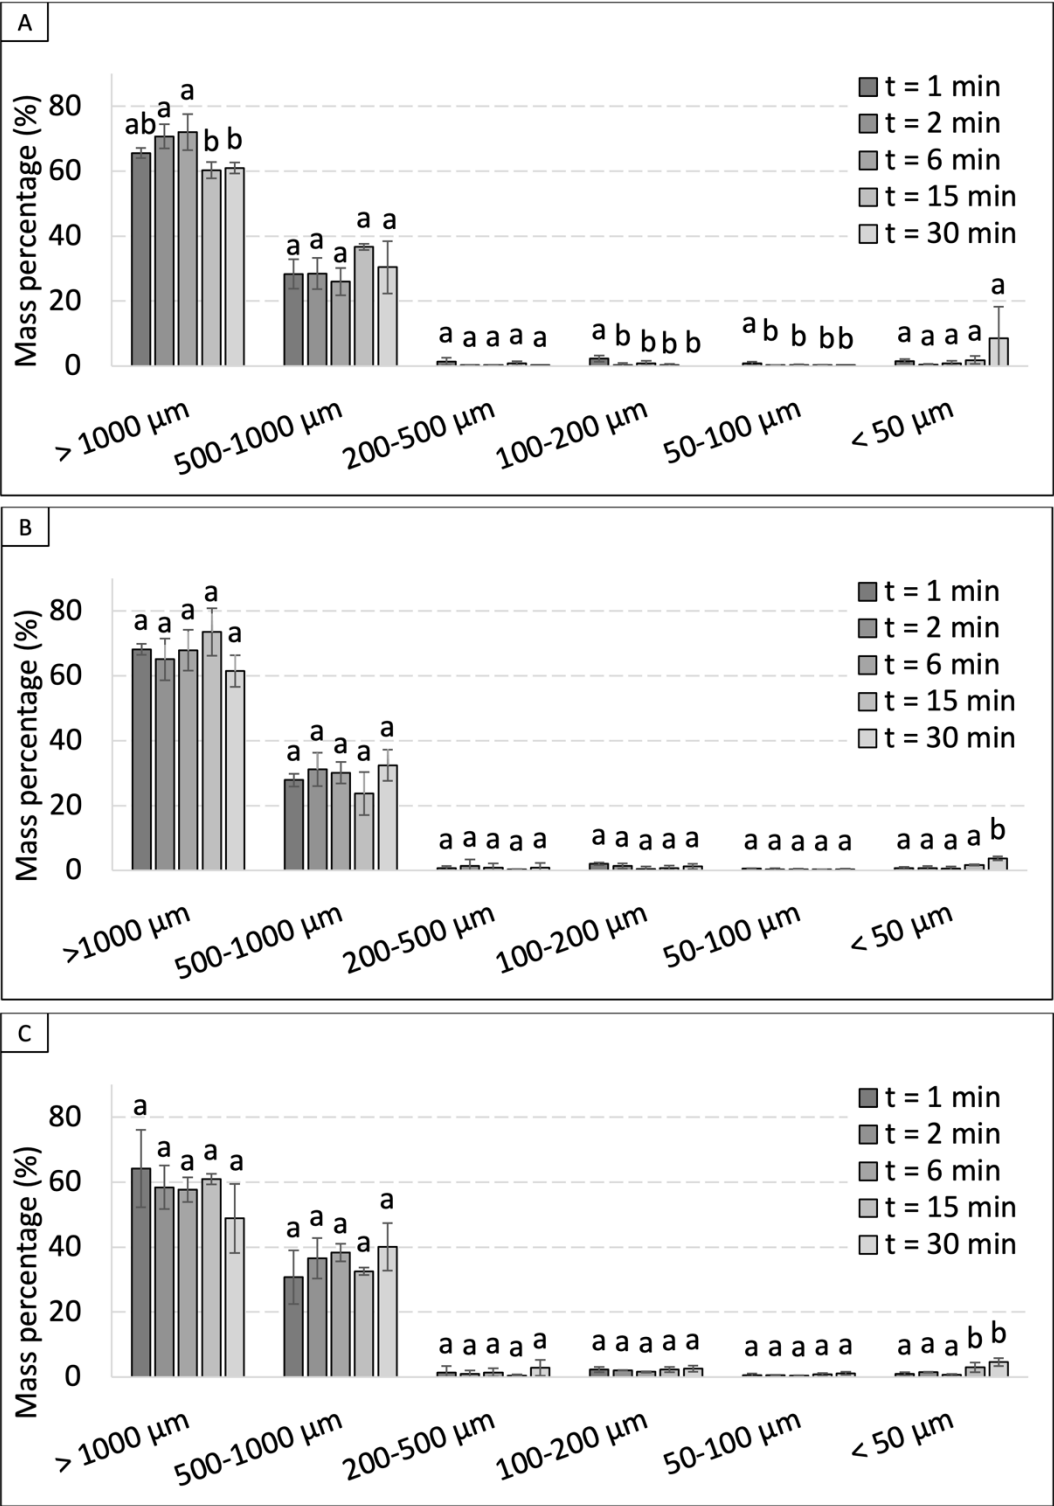 A
Mass percentage (%)
80
60
40
20
0
ab a a b b
a a a a a
a a a a a
a b b b b
a b b b b
a a a a a
t = 1 min
t = 2 min
t = 6 min
t = 15 min
t = 30 min
> 1000 µm
500-1000 µm
200-500 µm
100-200 µm
50-100 µm
< 50 µm
B
Mass percentage (%)
80
60
40
20
0
a a a a a
a a a a a
a a a a a
a a a a a
a a a a a
a a a a b
t = 1 min
t = 2 min
t = 6 min
t = 15 min
t = 30 min
>1000 µm
500-1000 µm
200-500 µm
100-200 µm
50-100 µm
< 50 µm
C
Mass percentage (%)
80
60
40
20
0
a a a a a
a a a a a
a a a a a
a a a a a
a a a a a
a a a b b
t = 1 min
t = 2 min
t = 6 min
t = 15 min
t = 30 min
> 1000 µm
500-1000 µm
200-500 µm
100-200 µm
50-100 µm
< 50 µm